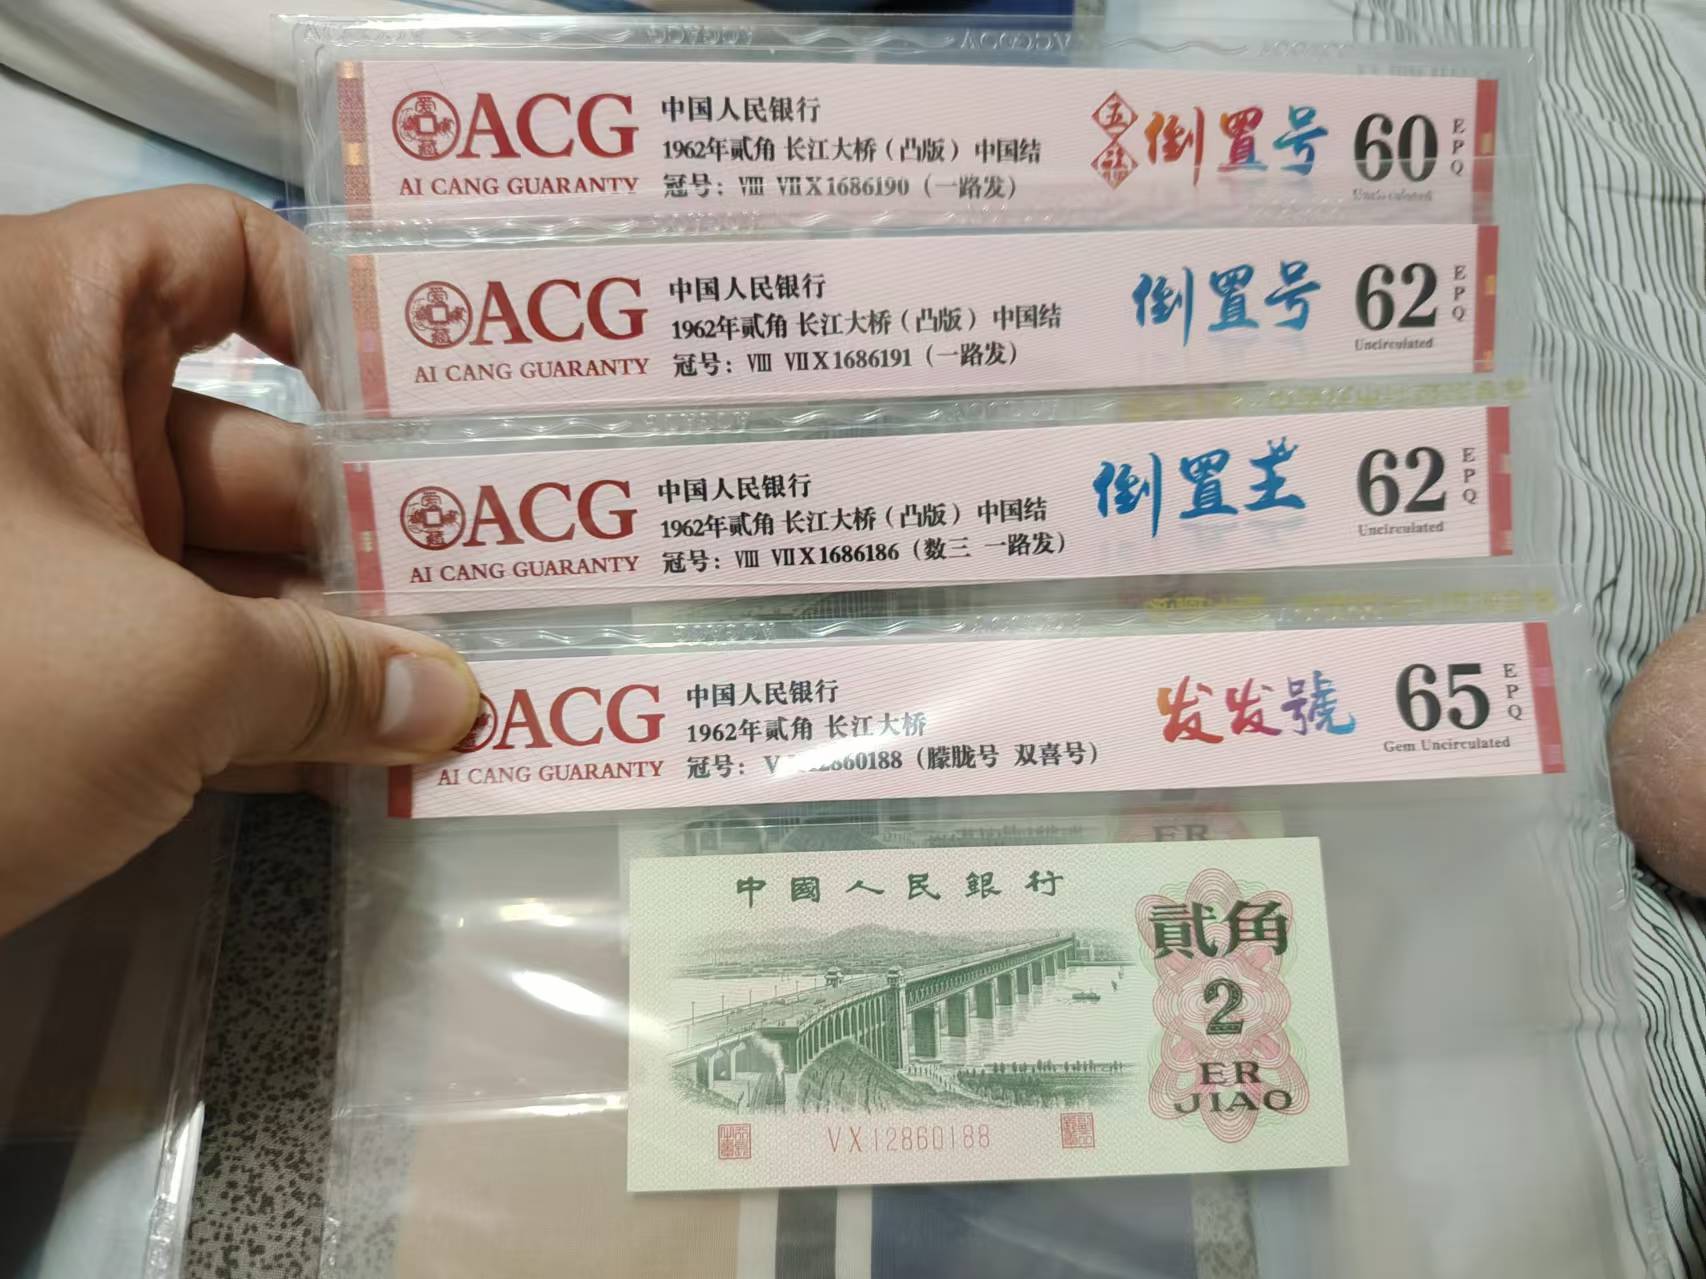 ACG
AI CANG GUARANTY
中国人民银行
1962年贰角 长江大桥（凸版） 中国结
冠号：Ⅷ Ⅶ X 1686190（一路发）
五福
倒置号
60
EPQ
Uncirculated
ACG
AI CANG GUARANTY
中国人民银行
1962年贰角 长江大桥（凸版） 中国结
冠号：Ⅷ Ⅶ X 1686191（一路发）
倒置号
62
EPQ
Uncirculated
ACG
AI CANG GUARANTY
中国人民银行
1962年贰角 长江大桥（凸版） 中国结
冠号：Ⅷ Ⅶ X 1686186（数三 一路发）
倒置王
62
EPQ
Uncirculated
ACG
AI CANG GUARANTY
中国人民银行
1962年贰角 长江大桥
冠号：V 12860188（朦胧号 双喜号）
发发號
65
EPQ
Gem Uncirculated
ER
中國人民銀行
貳角
2
ER
JIAO
VX12860188